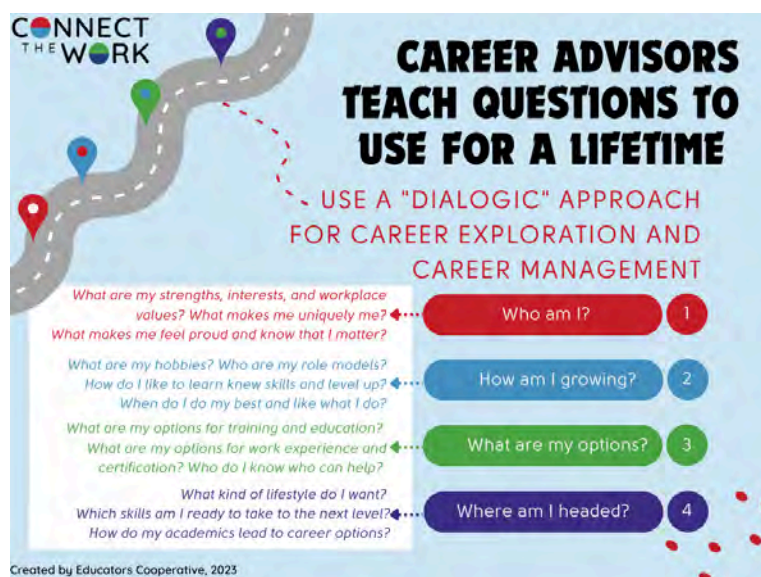 CONNECT
THE WORK
CAREER ADVISORS
TEACH QUESTIONS TO
USE FOR A LIFETIME
USE A "DIALOGIC" APPROACH
FOR CAREER EXPLORATION AND
CAREER MANAGEMENT
What are my strengths, interests, and workplace
values? What makes me uniquely me?
What makes me feel proud and know that I matter?
Who am I?
1
What are my hobbies? Who are my role models?
How do I like to learn knew skills and level up?
When do I do my best and like what I do?
How am I growing?
2
What are my options for training and education?
What are my options for work experience and
certification? Who do I know who can help?
What are my options?
3
What kind of lifestyle do I want?
Which skills am I ready to take to the next level?
How do my academics lead to career options?
Where am I headed?
4
Created by Educators Cooperative, 2023